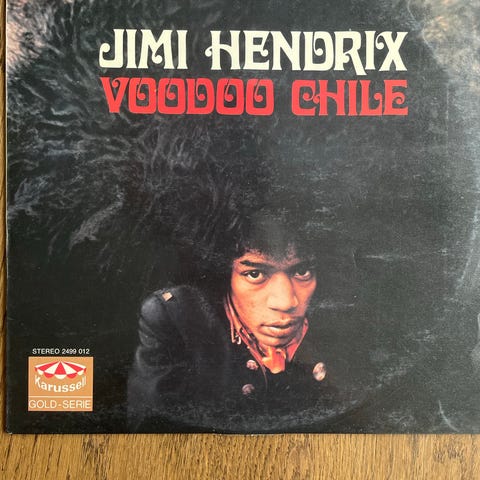 JIMI HENDRIX
VOODOO CHILE
STEREO 2499 012
Karussell
GOLD-SERIE